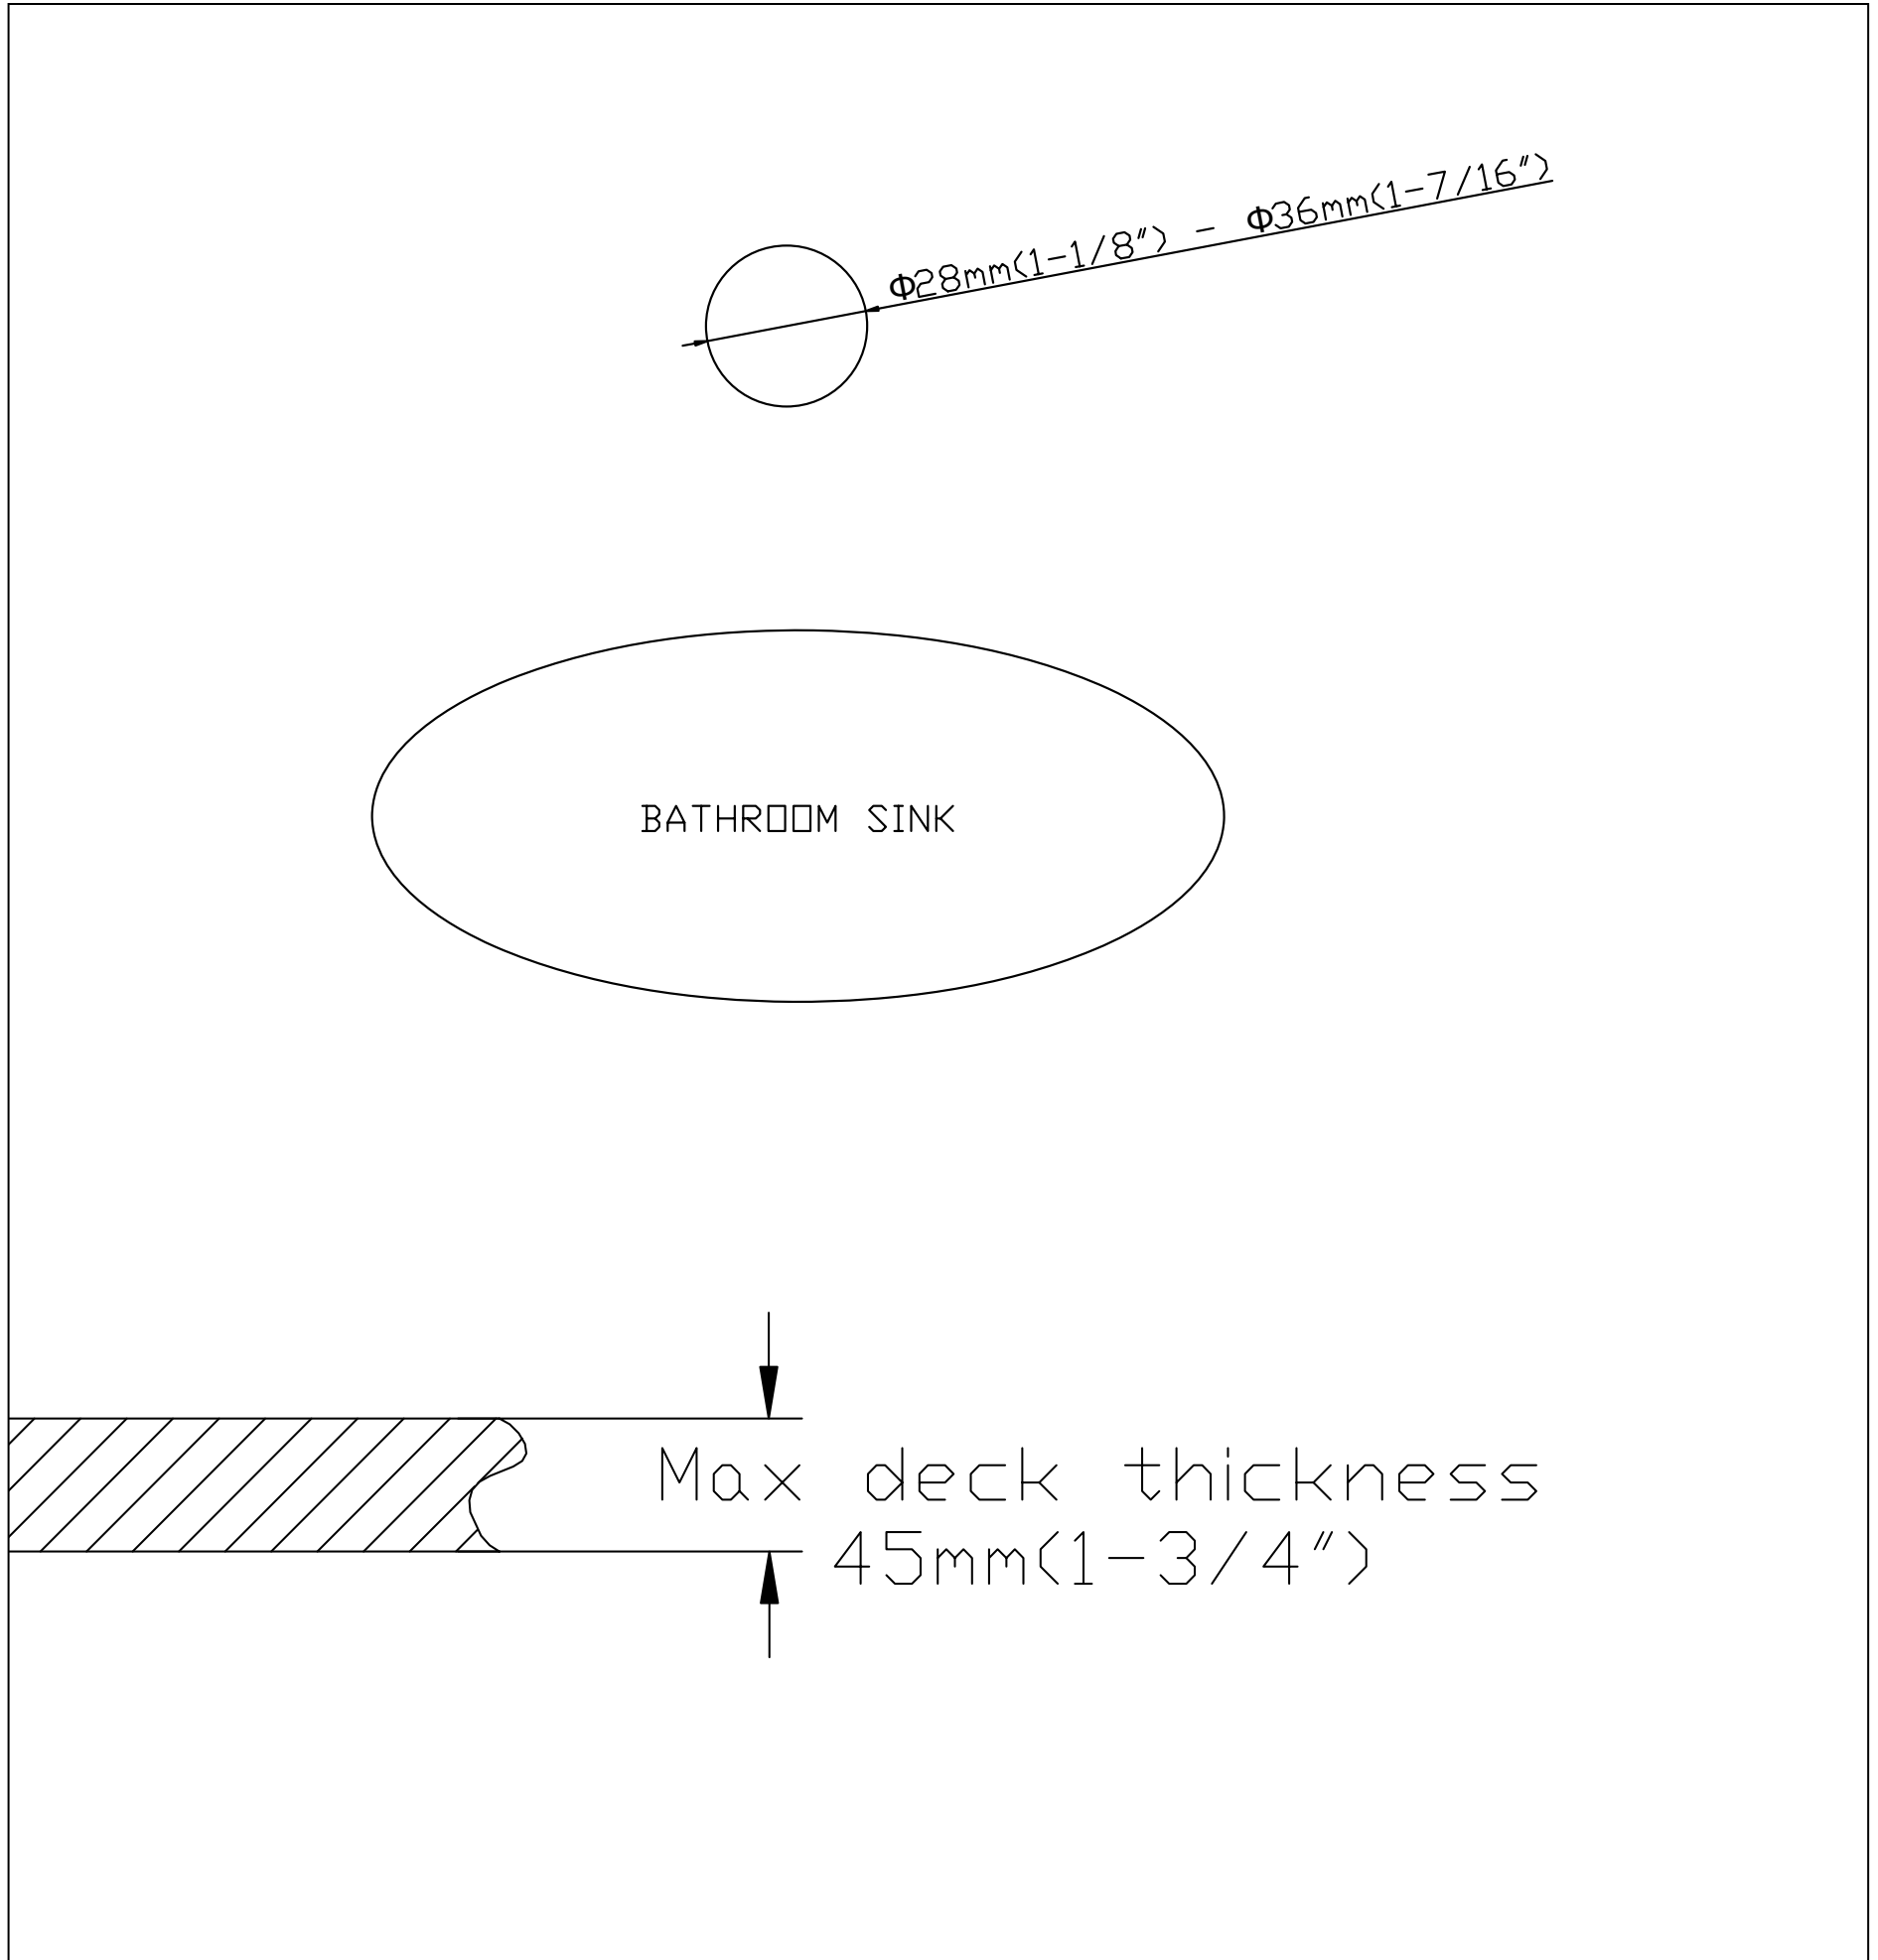 Φ28mm(1-1/8") - Φ36mm(1-7/16")
BATHROOM SINK
Max deck thickness
45mm(1-3/4")